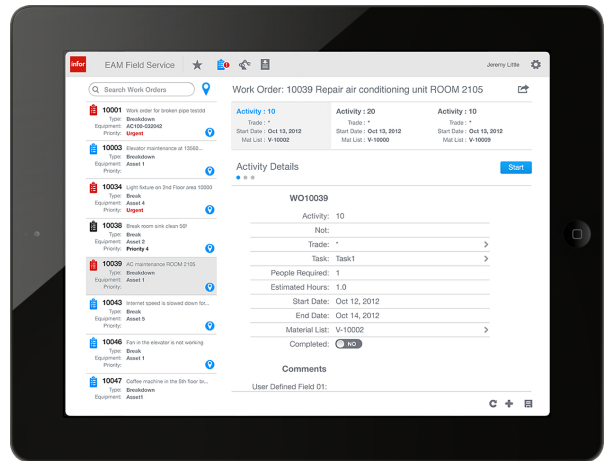 infor
EAM Field Service
Jeremy Little
Search Work Orders
10001 Work order for broken pipe testdd
Type: Breakdown
Equipment: AC100-032042
Priority: Urgent
10003 Elevator maintenance at 13560...
Type: Breakdown
Equipment: Asset 1
Priority:
10034 Light fixture on 2nd Floor area 10000
Type: Break
Equipment: Asset 4
Priority: Urgent
10038 Break room sink clean 58!
Type: Break
Equipment: Asset 2
Priority: Priority 4
10039 AC maintenance ROOM 2105
Type: Breakdown
Equipment: Asset 1
Priority:
10043 Internet speed is slowed down for...
Type: Break
Equipment: Asset 5
Priority:
10046 Fan-in the elevator is not working
Type: Break
Equipment: Asset 1
Priority:
10047 Coffee machine in the 5th floor br...
Type: Breakdown
Equipment: Asset1
Work Order: 10039 Repair air conditioning unit ROOM 2105
Activity : 10
Trade : *
Start Date : Oct 13, 2012
Mat List : V-10002
Activity : 20
Trade : *
Start Date : Oct 13, 2012
Mat List : V-10000
Activity : 10
Trade : *
Start Date : Oct 13, 2012
Mat List : V-10009
Activity Details
Start
WO10039
Activity: 10
Not:
Trade: *
Task: Task1
People Required: 1
Estimated Hours: 1.0
Start Date: Oct 12, 2012
End Date: Oct 14, 2012
Material List: V-10002
Completed: NO
Comments
User Defined Field 01: